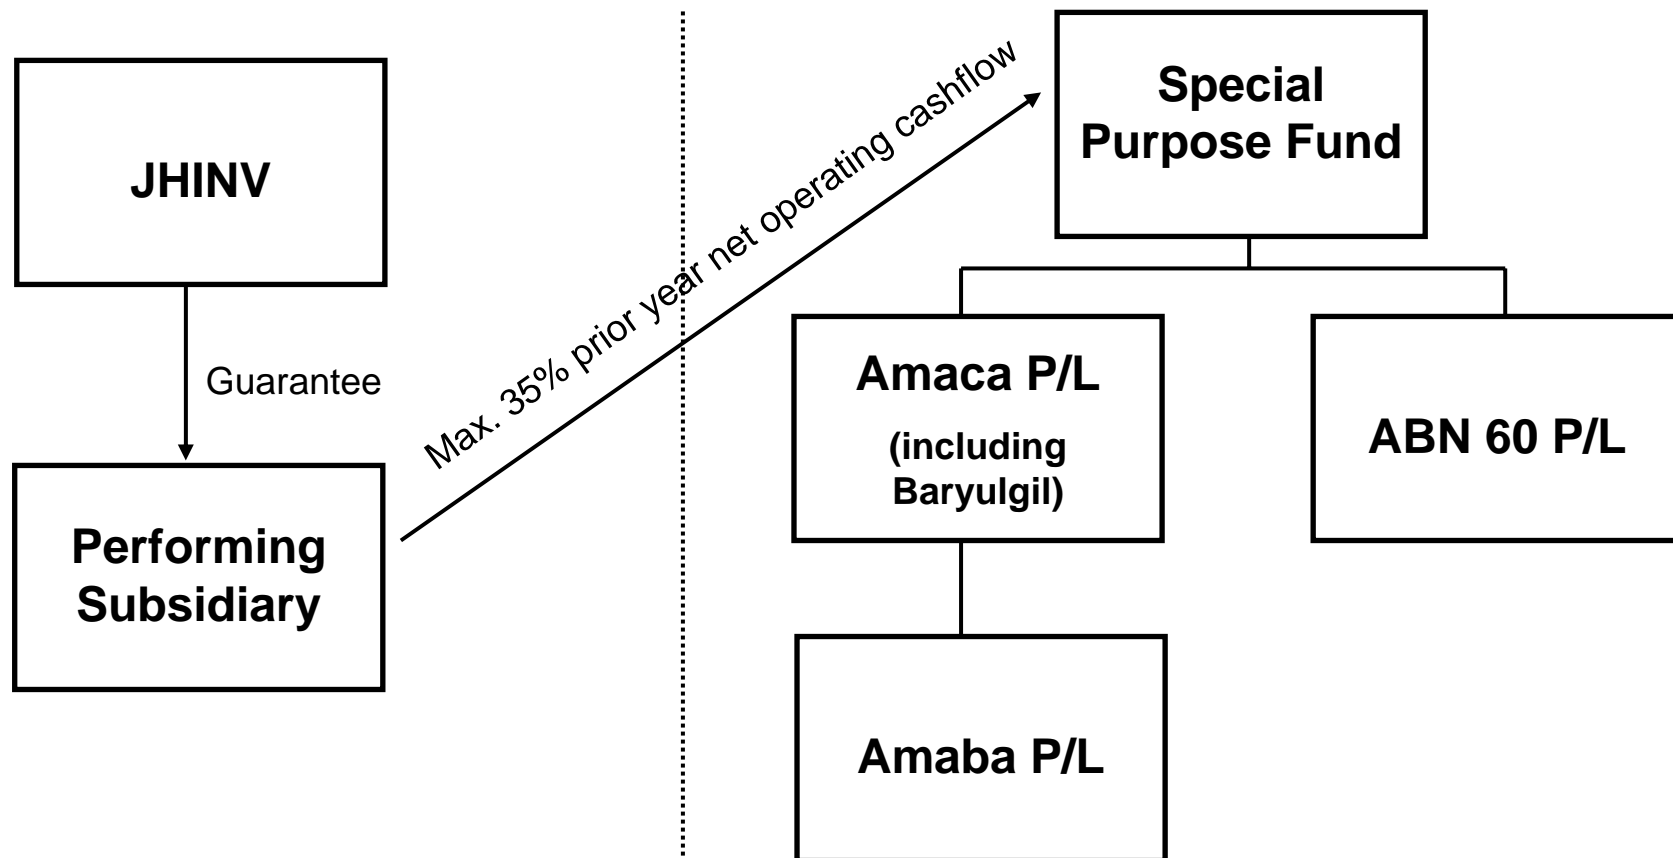 JHINV
Guarantee
Performing
Subsidiary
Max. 35% prior year net operating cashflow
Special
Purpose Fund
Amaca P/L
(including
Baryulgil)
ABN 60 P/L
Amaba P/L